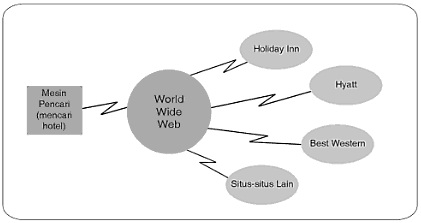 Mesin
Pencari
(mencari
hotel)
World
Wide
Web
Holiday Inn
Hyatt
Best Western
Situs-situs Lain